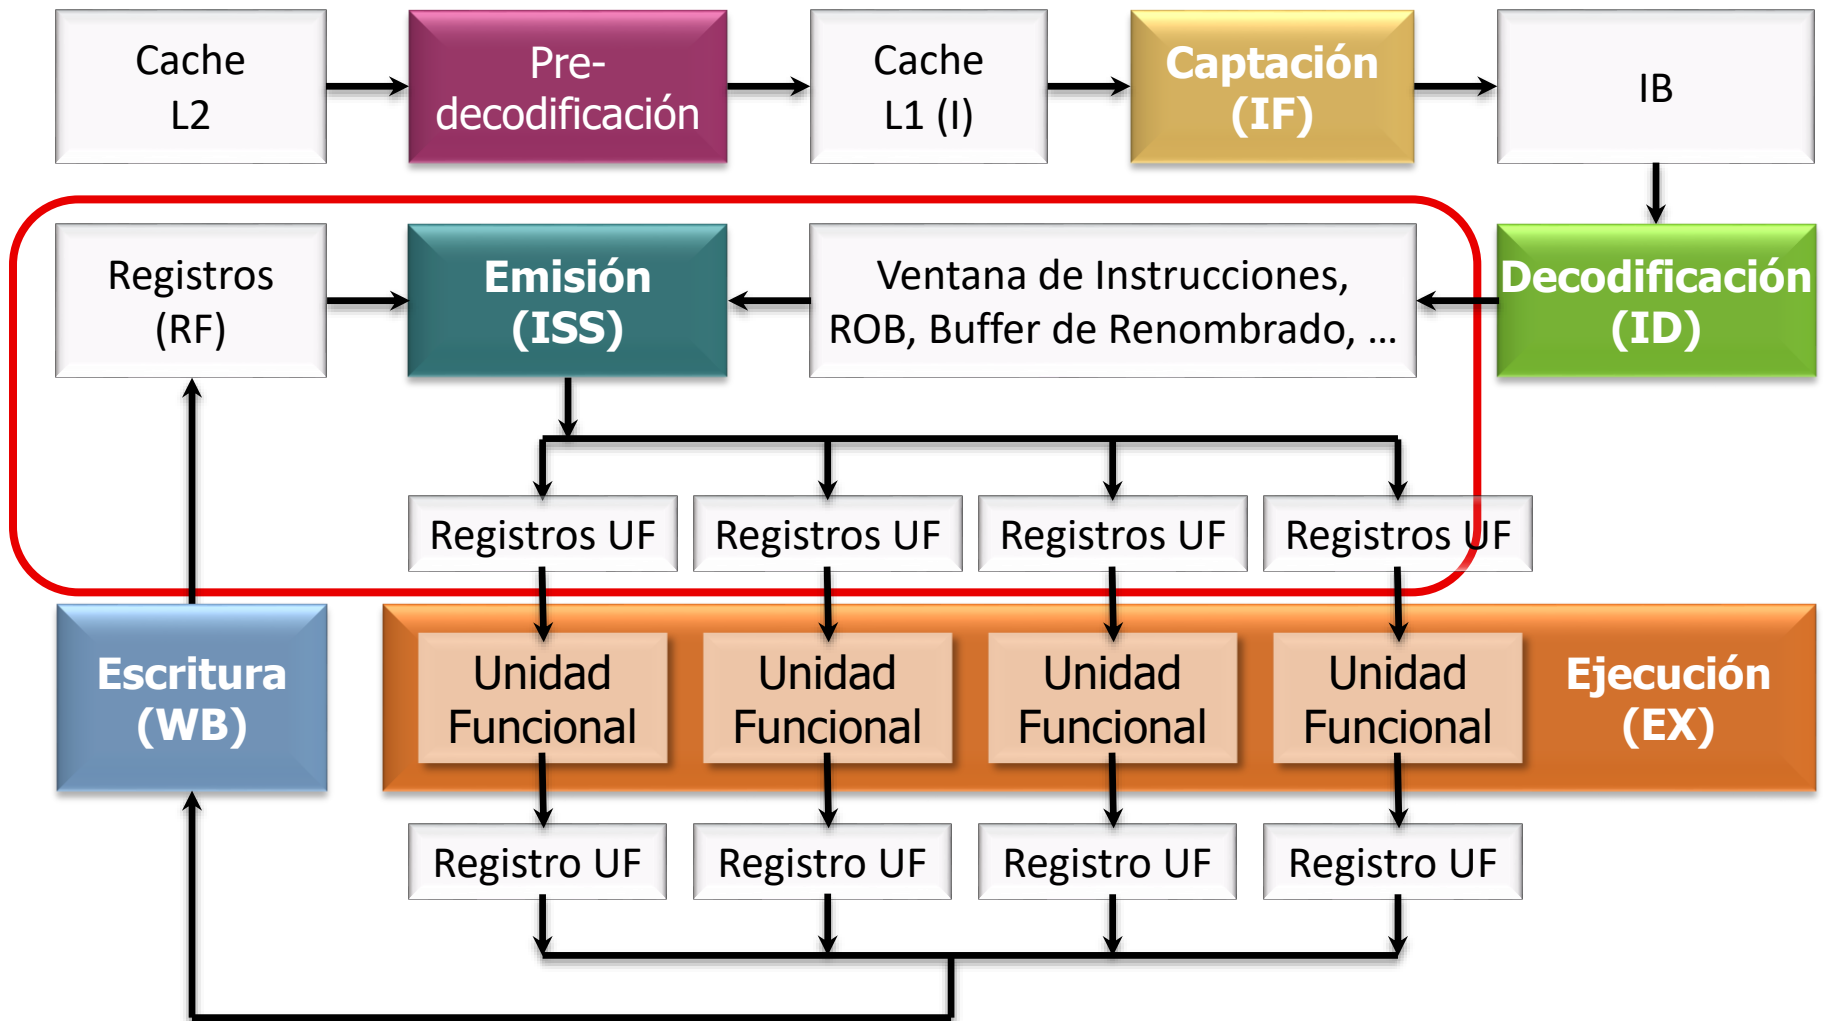 Cache
L2
Pre-
decodificación
Cache
L1 (I)
Captación
(IF)
IB
Registros
(RF)
Emisión
(ISS)
Ventana de Instrucciones,
ROB, Buffer de Renombrado, ...
Decodificación
(ID)
Registros UF
Registros UF
Registros UF
Registros UF
Escritura
(WB)
Unidad
Funcional
Unidad
Funcional
Unidad
Funcional
Unidad
Funcional
Ejecución
(EX)
Registro UF
Registro UF
Registro UF
Registro UF